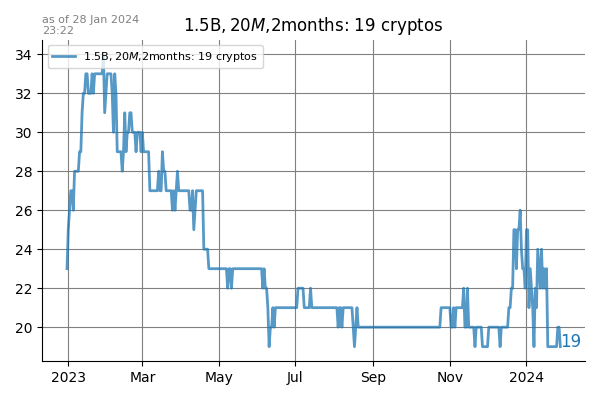 as of 28 Jan 2024
23:22
1.5B, 20M,2months: 19 cryptos
1.5B, 20M,2months: 19 cryptos
34
32
30
28
26
24
22
20
19
2023 Mar May Jul Sep Nov 2024